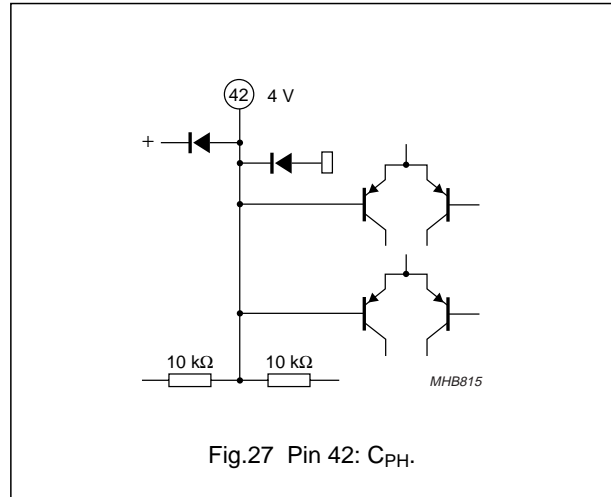 42 4 V
+
10 kΩ 10 kΩ
MHB815
Fig.27 Pin 42: CPH.